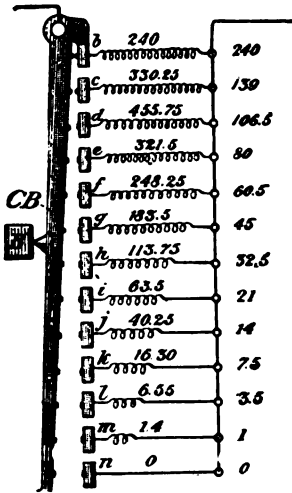 b 240 240
c 330.25 139
d 455.75 106.5
e 321.5 80
f 248.25 60.5
CB. g 183.5 45
h 113.75 32.5
i 63.5 21
j 40.25 14
k 16.30 7.5
l 6.55 3.5
m 1.4 1
n 0 0